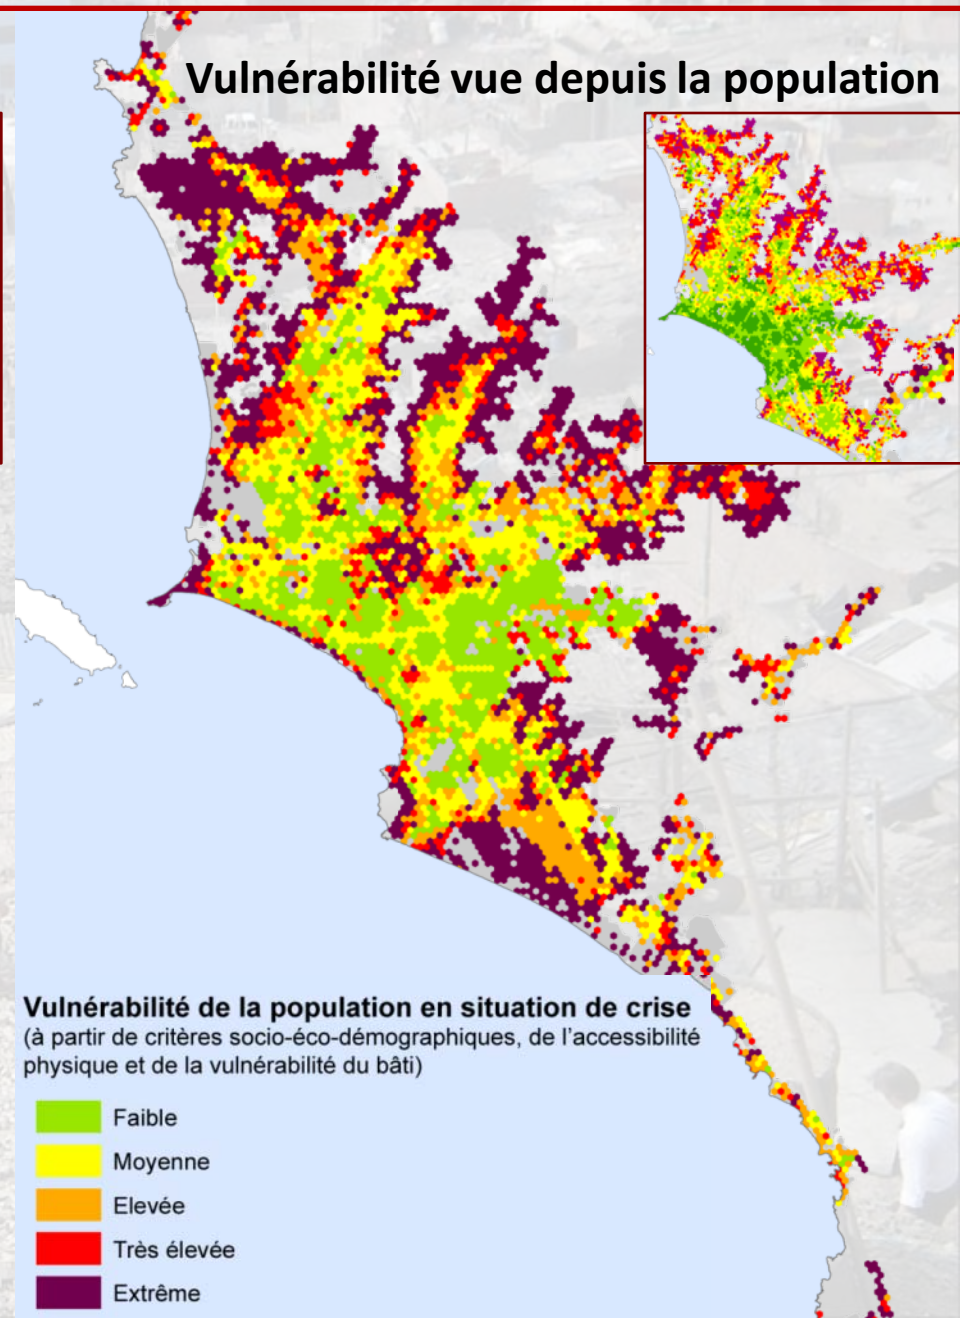 Vulnérabilité vue depuis la population
Vulnérabilité de la population en situation de crise
(à partir de critères socio-éco-démographiques, de l'accessibilité
physique et de la vulnérabilité du bâti)
Faible
Moyenne
Elevée
Très élevée
Extrême